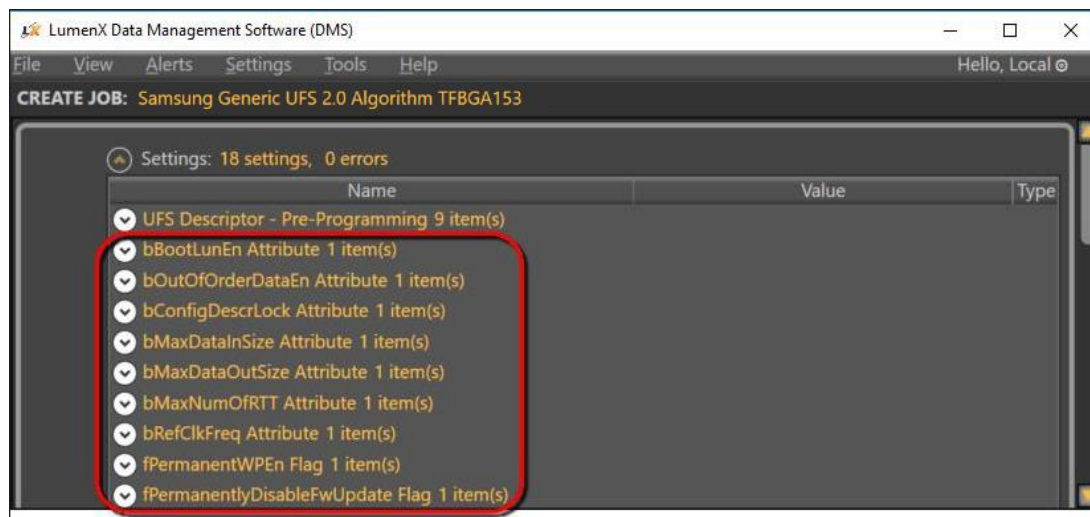 LumenX Data Management Software (DMS)
File View Alerts Settings Tools Help Hello, Local
CREATE JOB: Samsung Generic UFS 2.0 Algorithm TFBGA153
Settings: 18 settings, 0 errors
Name Value Type
UFS Descriptor - Pre-Programming 9 item(s)
bBootLunEn Attribute 1 item(s)
bOutOfOrderDataEn Attribute 1 item(s)
bConfigDescrLock Attribute 1 item(s)
bMaxDataInSize Attribute 1 item(s)
bMaxDataOutSize Attribute 1 item(s)
bMaxNumOfRTT Attribute 1 item(s)
bRefClkFreq Attribute 1 item(s)
fPermanentWPEn Flag 1 item(s)
fPermanentlyDisableFwUpdate Flag 1 item(s)